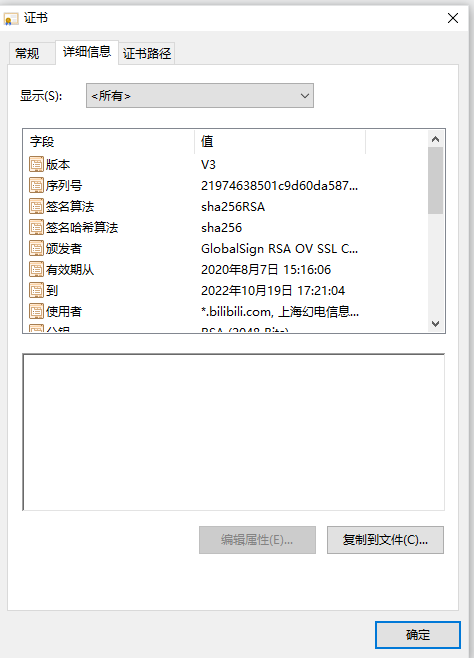 证书
常规 详细信息 证书路径
显示(S): <所有>
字段 值
版本 V3
序列号 21974638501c9d60da587...
签名算法 sha256RSA
签名哈希算法 sha256
颁发者 GlobalSign RSA OV SSL C...
有效期从 2020年8月7日 15:16:06
到 2022年10月19日 17:21:04
使用者 *.bilibili.com, 上海幻电信息...
公钥 RSA (2048 Bits)
编辑属性(E)... 复制到文件(C)...
确定